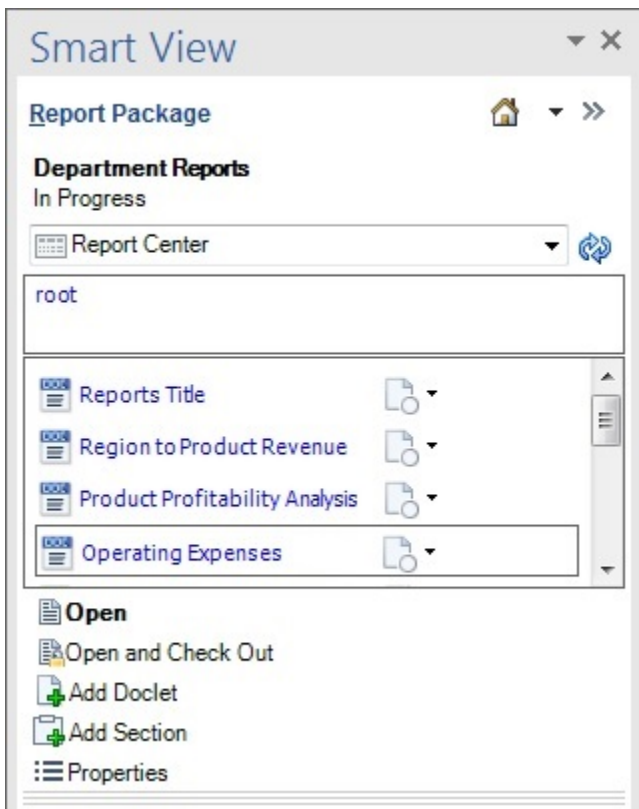 Smart View
Report Package
Department Reports
In Progress
Report Center
root
Reports Title
Region to Product Revenue
Product Profitability Analysis
Operating Expenses
Open
Open and Check Out
Add Doclet
Add Section
Properties